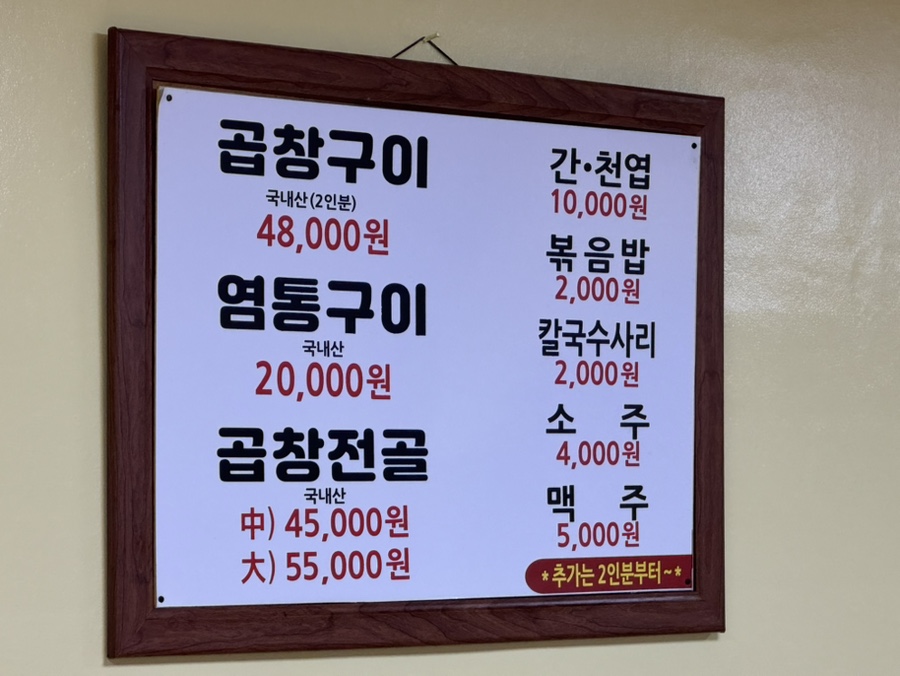 곱창구이
국내산(2인분)
48,000원
염통구이
국내산
20,000원
곱창전골
국내산
中) 45,000원
大) 55,000원
간·천엽
10,000원
볶음밥
2,000원
칼국수사리
2,000원
소 주
4,000원
맥 주
5,000원
*추가는 2인분부터~*